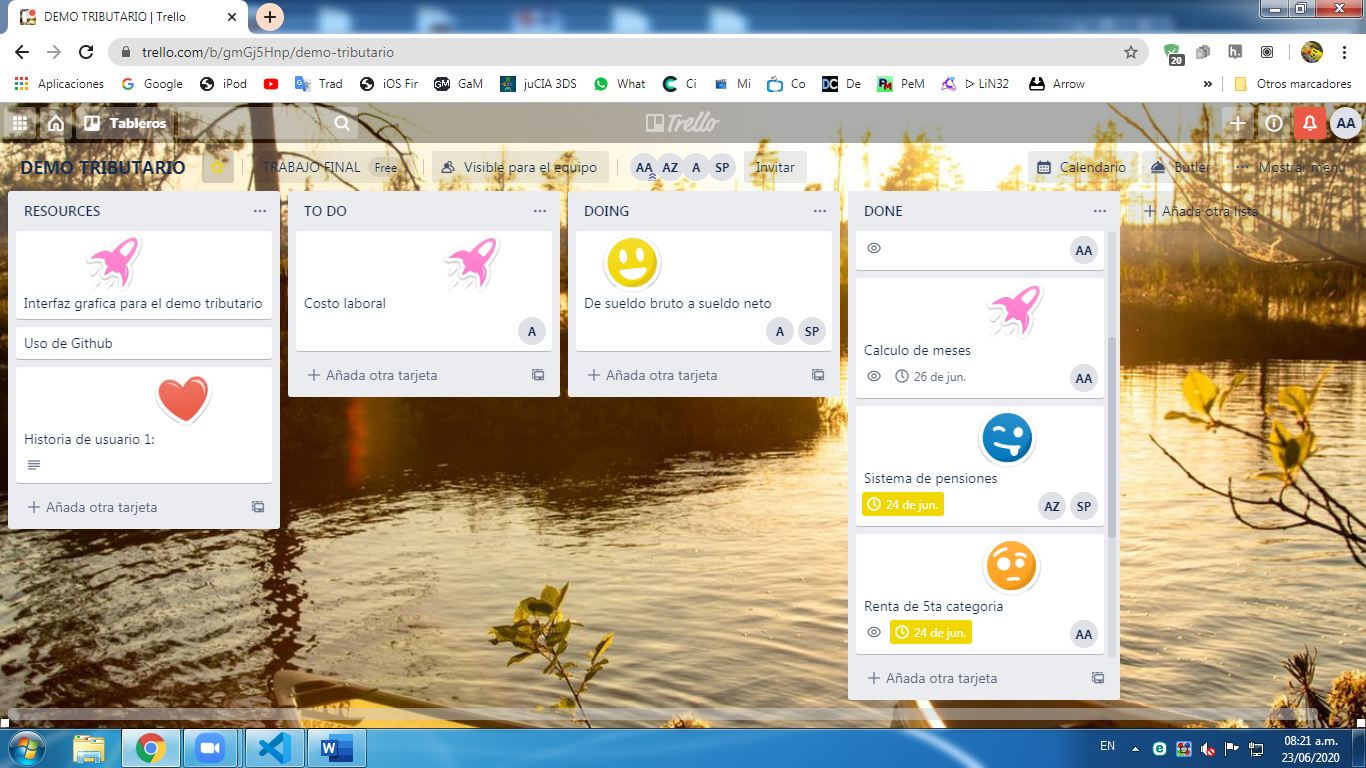 DEMO TRIBUTARIO | Trello
trello.com/b/gmGj5Hnp/demo-tributario
20
Aplicaciones Google iPod Trad iOS Fir GaM juCIA 3DS What Ci Mi Co De PeM ᐅ LiN32 Arrow » Otros marcadores
Tableros Trello AA
DEMO TRIBUTARIO TRABAJO FINAL Free Visible para el equipo AA AZ A SP Invitar Calendario Butler Mostrar menú
RESOURCES
Interfaz grafica para el demo tributario
Uso de Github
Historia de usuario 1:
Añada otra tarjeta
TO DO
Costo laboral
A
Añada otra tarjeta
DOING
De sueldo bruto a sueldo neto
A SP
Añada otra tarjeta
DONE
AA
Calculo de meses
26 de jun. AA
Sistema de pensiones
24 de jun. AZ SP
Renta de 5ta categoria
24 de jun. AA
Añada otra tarjeta
Añada otra lista
EN 08:21 a.m.
23/06/2020